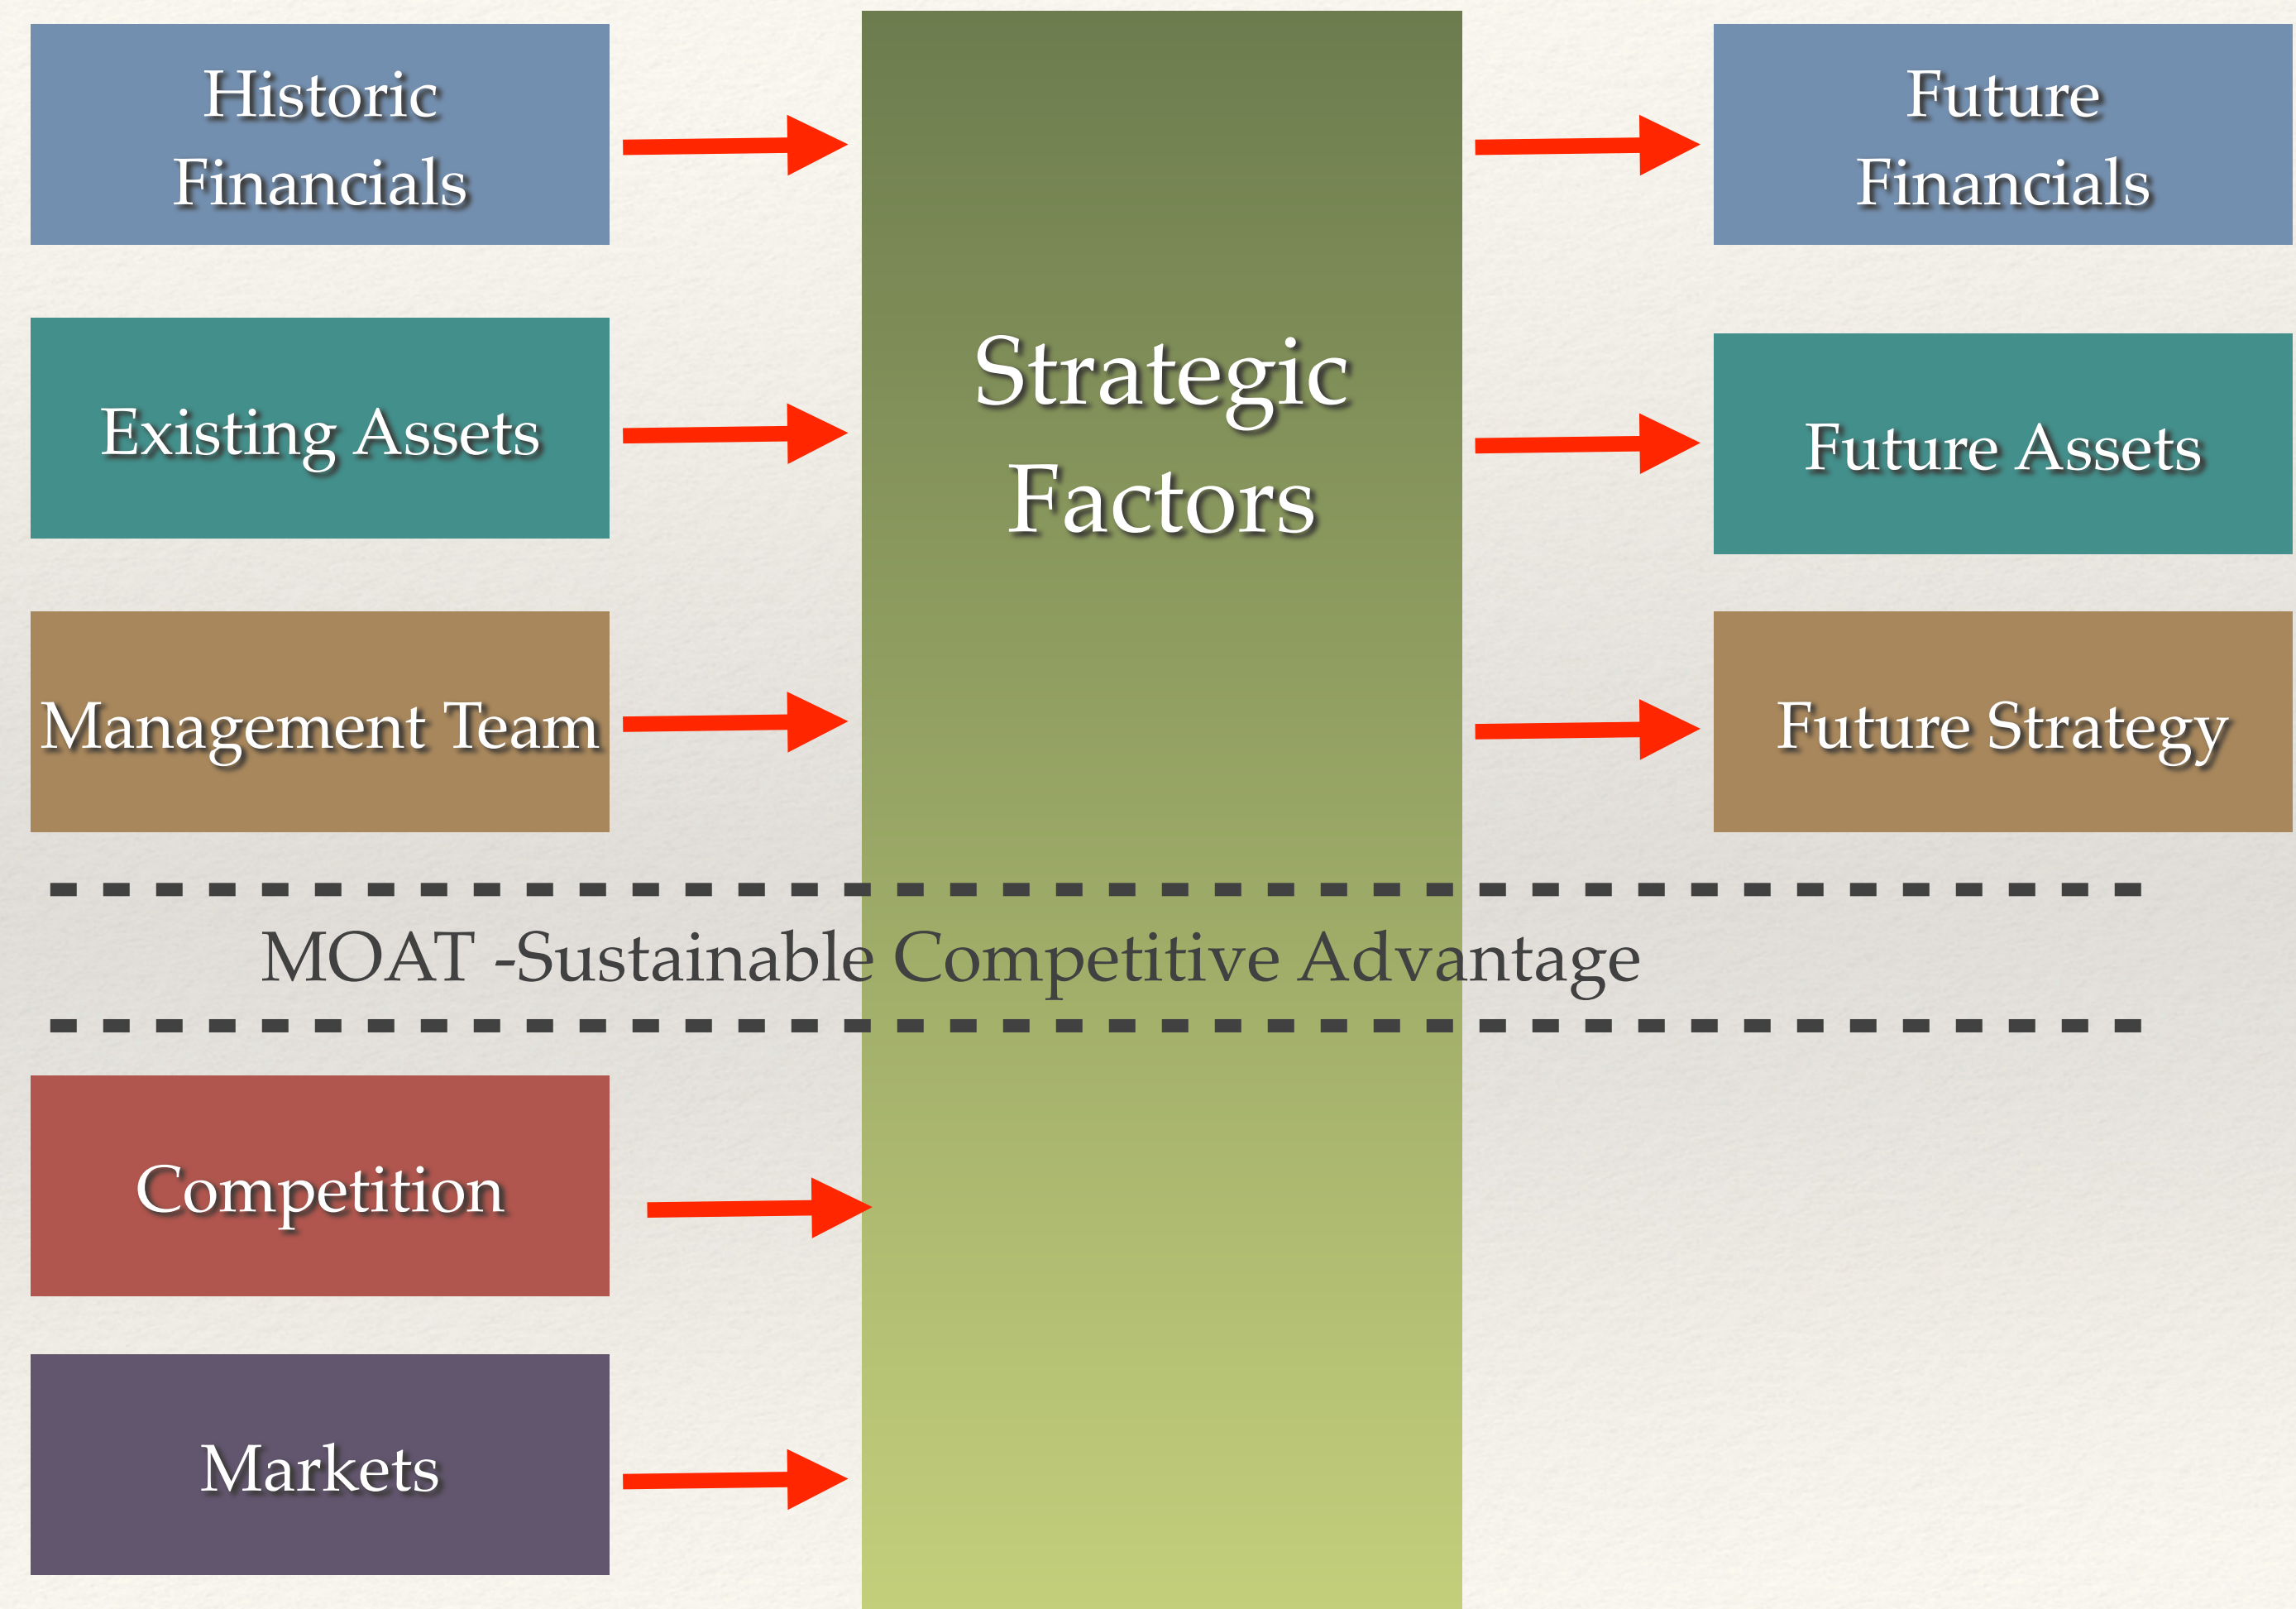 Historic
Financials
Existing Assets
Management Team
Strategic
Factors
Future
Financials
Future Assets
Future Strategy
MOAT -Sustainable Competitive Advantage
Competition
Markets